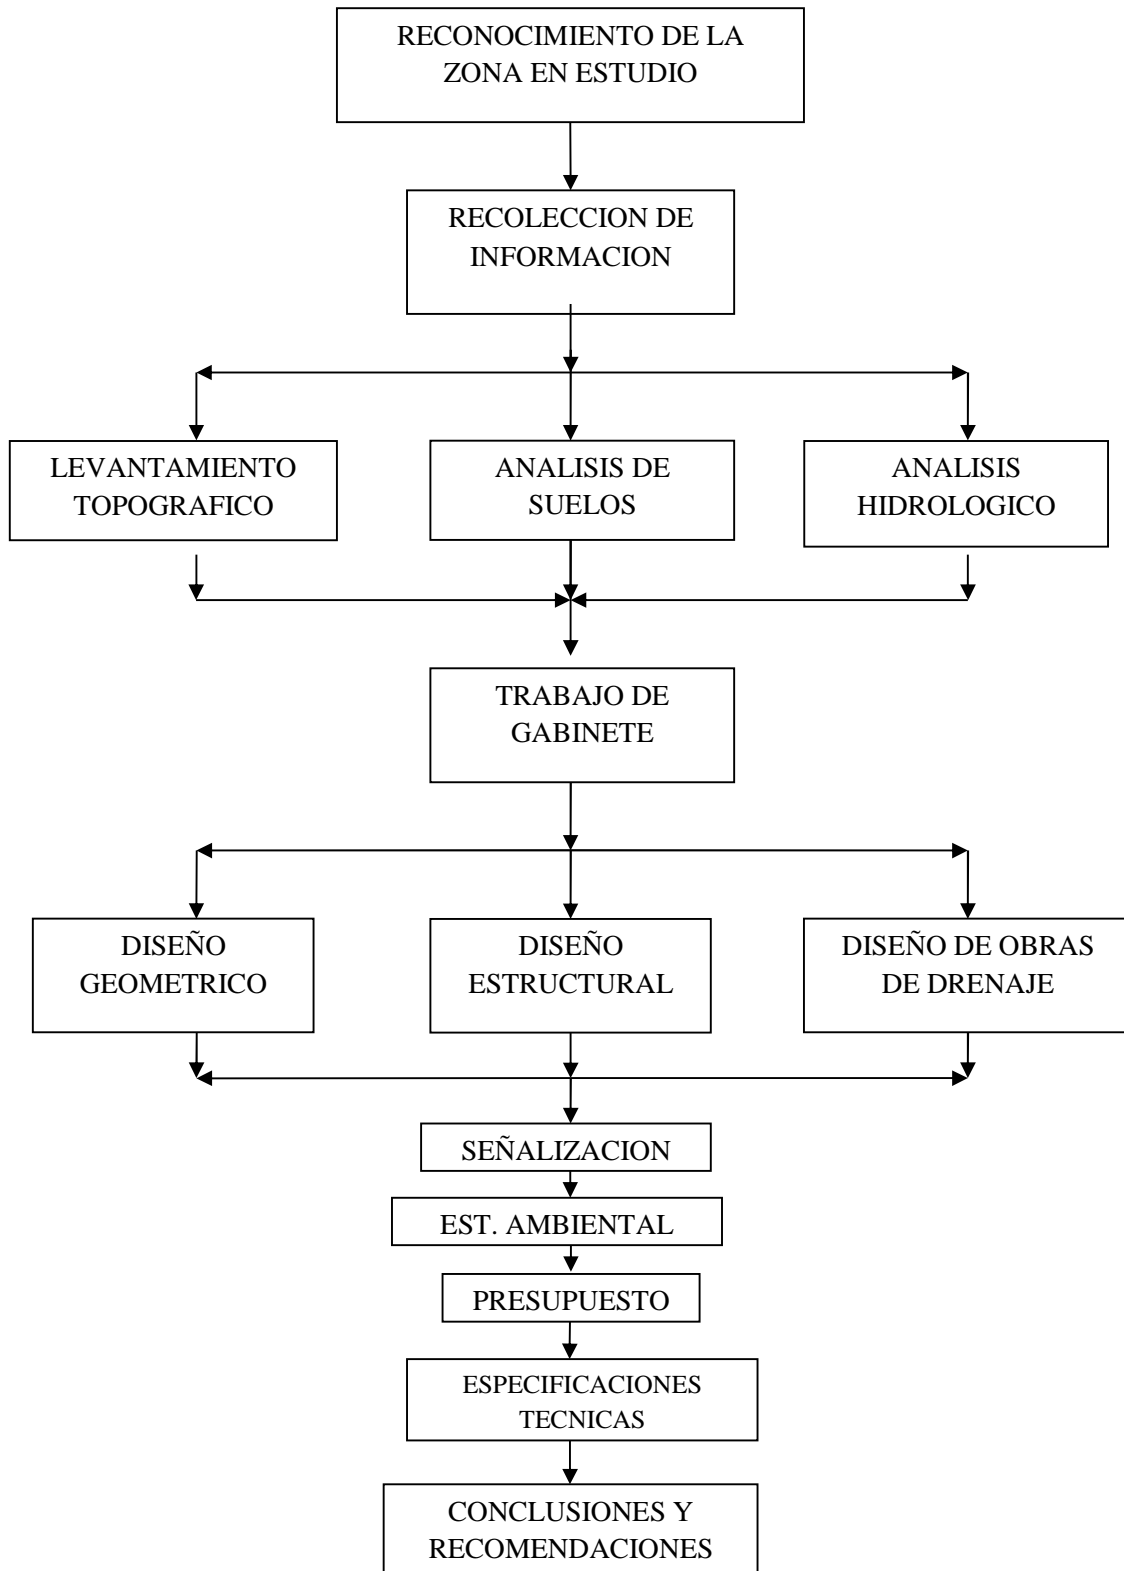 RECONOCIMIENTO DE LA
ZONA EN ESTUDIO
RECOLECCION DE
INFORMACION
LEVANTAMIENTO
TOPOGRAFICO
ANALISIS DE
SUELOS
ANALISIS
HIDROLOGICO
TRABAJO DE
GABINETE
DISEÑO
GEOMETRICO
DISEÑO
ESTRUCTURAL
DISEÑO DE OBRAS
DE DRENAJE
SEÑALIZACION
EST. AMBIENTAL
PRESUPUESTO
ESPECIFICACIONES
TECNICAS
CONCLUSIONES Y
RECOMENDACIONES